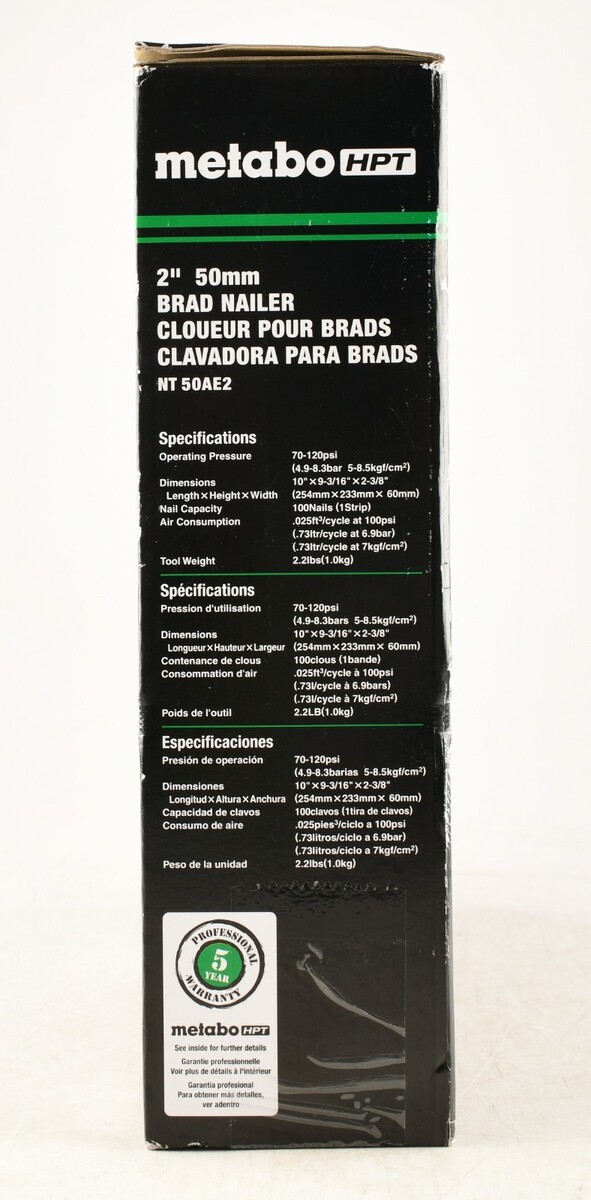 metabo HPT
2" 50mm
BRAD NAILER
CLOUEUR POUR BRADS
CLAVADORA PARA BRADS
NT 50AE2
Specifications
Operating Pressure 70-120psi
(4.9-8.3bar 5-8.5kgf/cm²)
Dimensions 10"×9-3/16"×2-3/8"
Length×Height×Width (254mm×233mm× 60mm)
Nail Capacity 100Nails (1Strip)
Air Consumption .025ft³/cycle at 100psi
(.73ltr/cycle at 6.9bar)
(.73ltr/cycle at 7kgf/cm²)
Tool Weight 2.2lbs(1.0kg)
Spécifications
Pression d'utilisation 70-120psi
(4.9-8.3bars 5-8.5kgf/cm²)
Dimensions 10"×9-3/16"×2-3/8"
Longueur×Hauteur×Largeur (254mm×233mm× 60mm)
Contenance de clous 100clous (1bande)
Consommation d'air .025ft³/cycle à 100psi
(.73l/cycle à 6.9bars)
(.73l/cycle à 7kgf/cm²)
Poids de l'outil 2.2LB(1.0kg)
Especificaciones
Presión de operación 70-120psi
(4.9-8.3barias 5-8.5kgf/cm²)
Dimensiones 10"×9-3/16"×2-3/8"
Longitud×Altura×Anchura (254mm×233mm× 60mm)
Capacidad de clavos 100clavos (1tira de clavos)
Consumo de aire .025pies³/ciclo a 100psi
(.73litros/ciclo a 6.9bar)
(.73litros/ciclo a 7kgf/cm²)
Peso de la unidad 2.2lbs(1.0kg)
PROFESSIONAL
5
YEAR
WARRANTY
metabo HPT
See inside for further details
Garantie professionnelle
Voir plus de détails à l'intérieur
Garantía profesional
Para obtener más detalles,
ver adentro